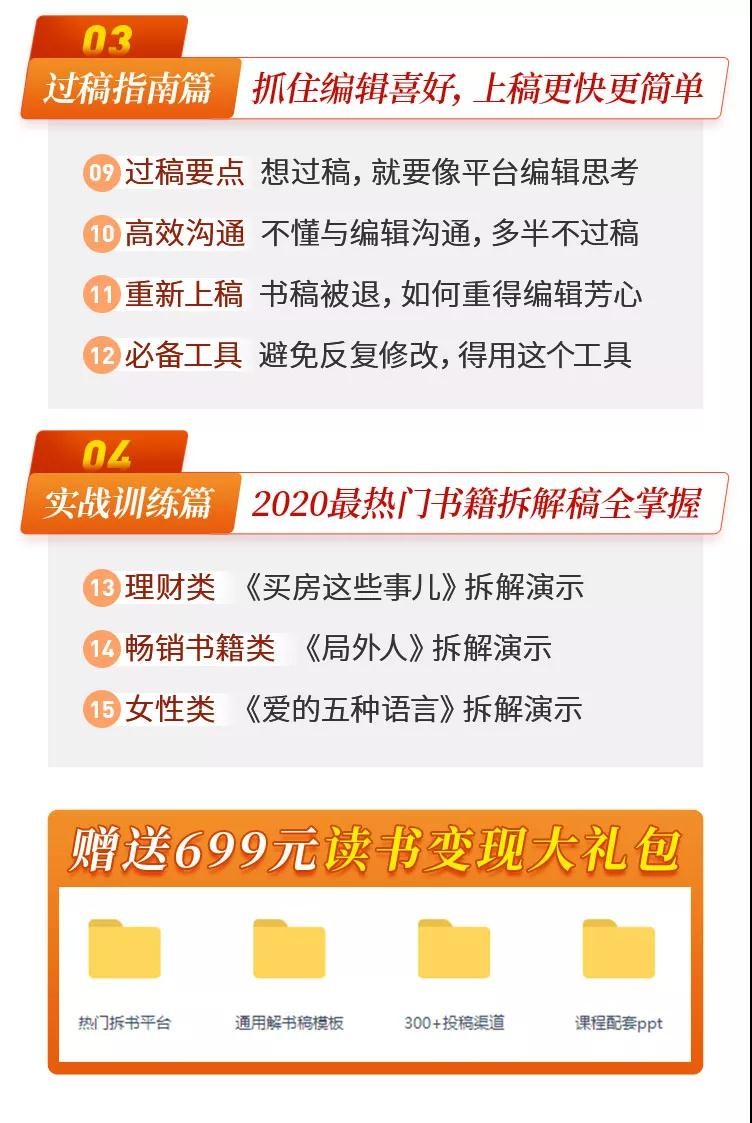 03
过稿指南篇 抓住编辑喜好，上稿更快更简单
09 过稿要点 想过稿，就要像平台编辑思考
10 高效沟通 不懂与编辑沟通，多半不过稿
11 重新上稿 书稿被退，如何重得编辑芳心
12 必备工具 避免反复修改，得用这个工具
04
实战训练篇 2020最热门书籍拆解稿全掌握
13 理财类 《买房这些事儿》拆解演示
14 畅销书籍类 《局外人》拆解演示
15 女性类 《爱的五种语言》拆解演示
赠送699元读书变现大礼包
热门拆书平台 通用解书稿模板 300+投稿渠道 课程配套ppt